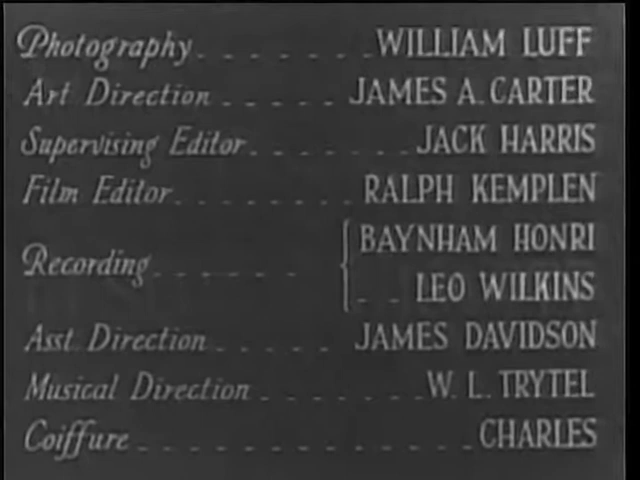 Photography. . . . . . . WILLIAM LUFF
Art Direction . . . . . JAMES A. CARTER
Supervising Editor. . . . . . . JACK HARRIS
Film Editor. . . . . . . . RALPH KEMPLEN
Recording. . . . . . BAYNHAM HONRI
. . LEO WILKINS
Asst. Direction. . . . . JAMES DAVIDSON
Musical Direction . . . . . . . W. L. TRYTEL
Coiffure. . . . . . . . . . . . . CHARLES